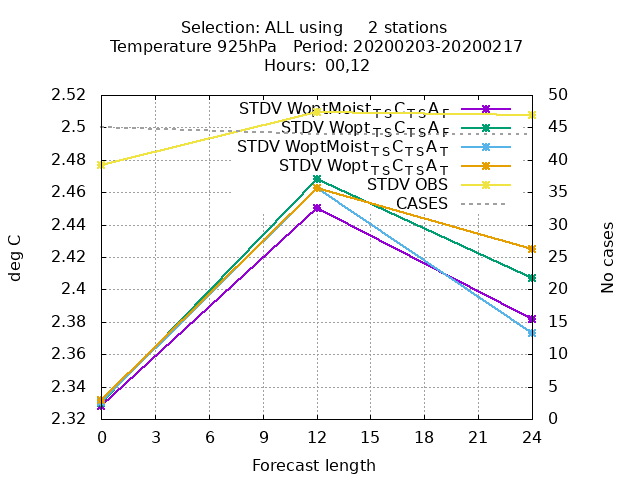 Selection: ALL using     2 stations
Temperature 925hPa   Period: 20200203-20200217
Hours: 00,12
2.52
2.5
2.48
2.46
2.44
2.42
2.4
2.38
2.36
2.34
2.32
deg C
STDV WoptMoist_TS C_TS A_F
STDV Wopt_TS C_TS A_F
STDV WoptMoist_TS C_TS A_T
STDV Wopt_TS C_TS A_T
STDV OBS
CASES
50
45
40
35
30
25
20
15
10
5
0
No cases
0 3 6 9 12 15 18 21 24
Forecast length